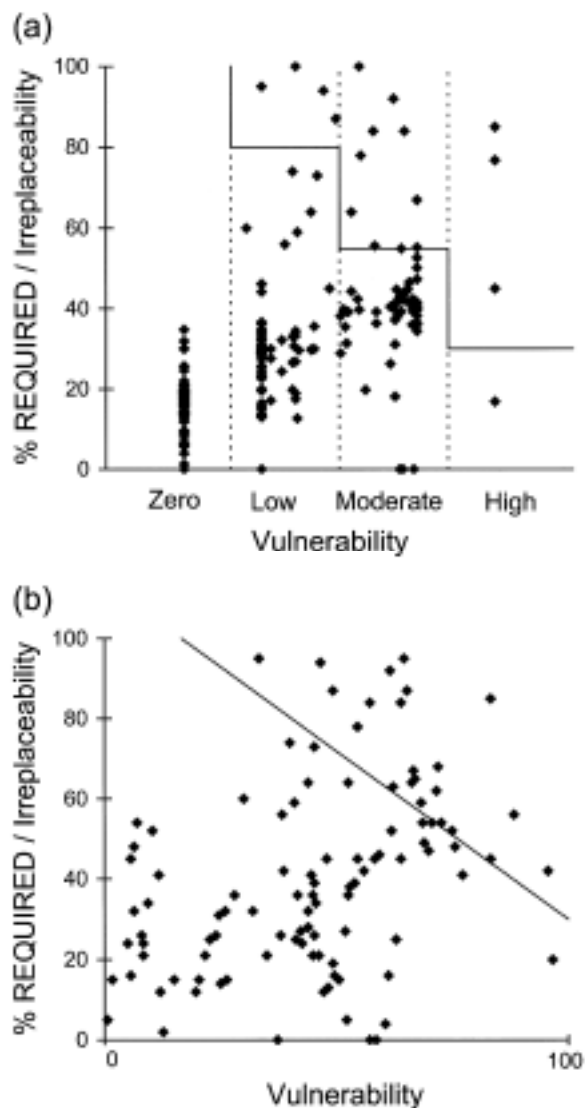 (a)
% REQUIRED / Irreplaceability
100
80
60
40
20
0
Zero Low Moderate High
Vulnerability
(b)
% REQUIRED / Irreplaceability
100
80
60
40
20
0
0 100
Vulnerability